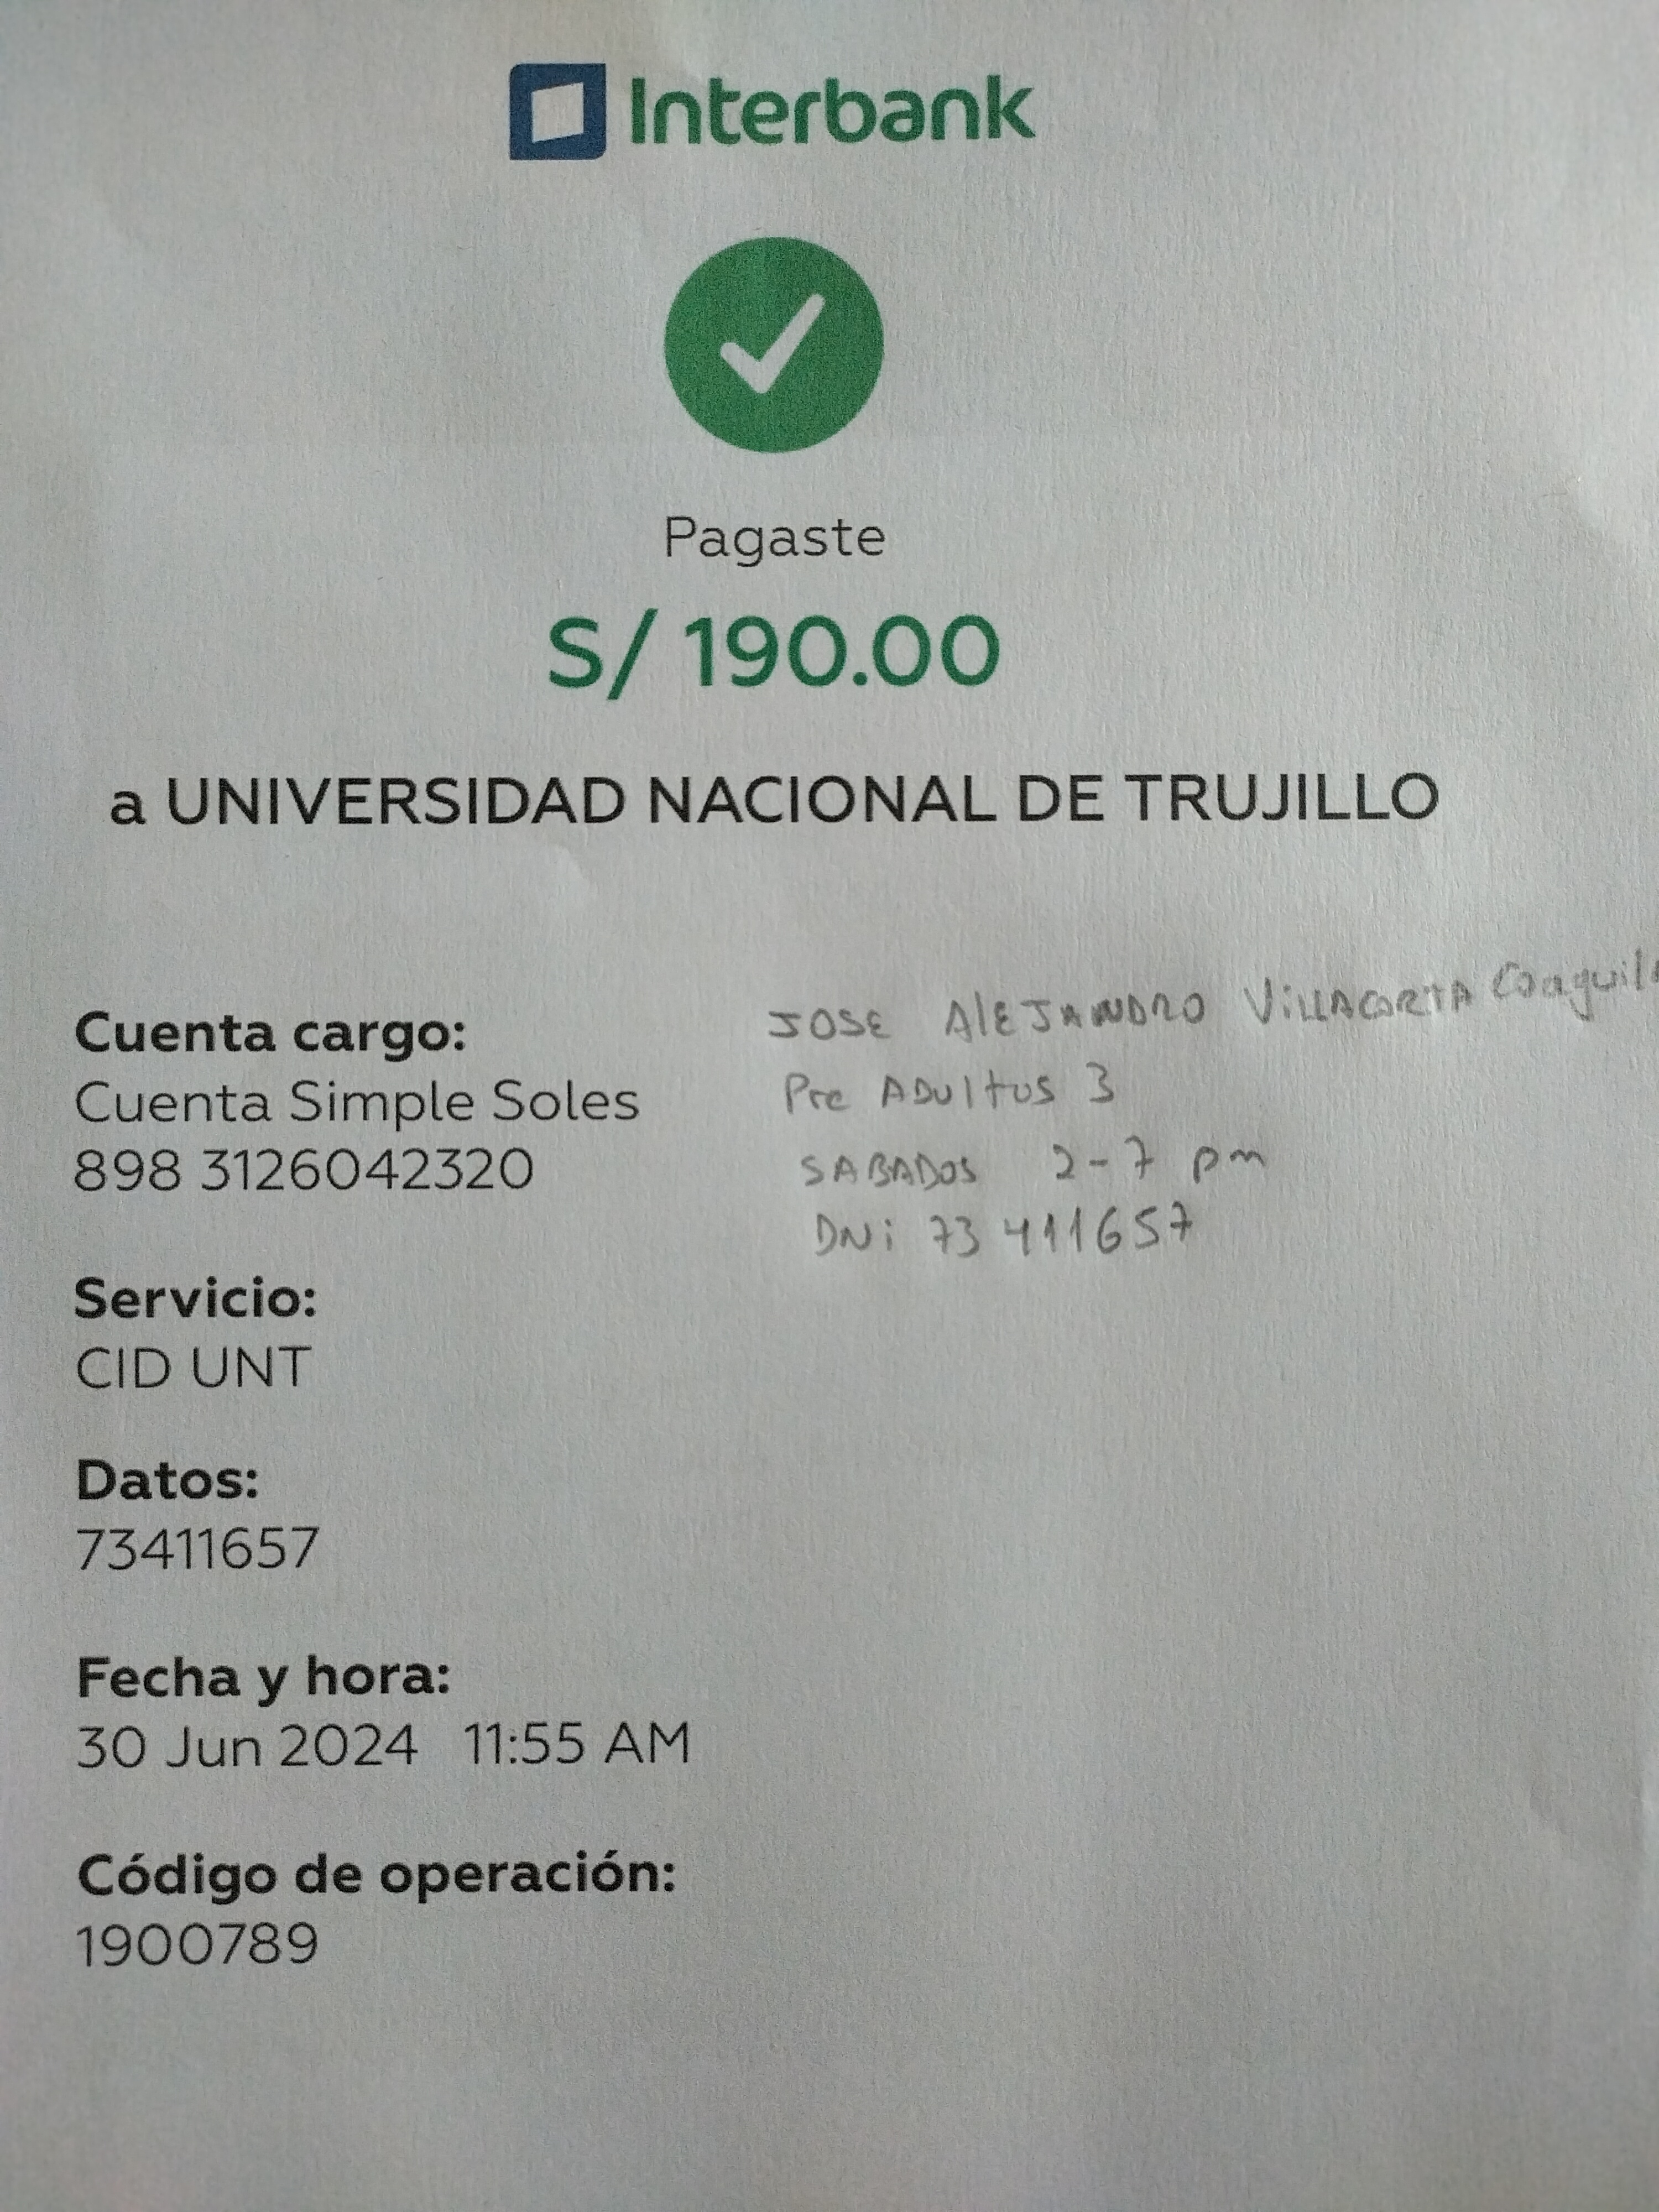 Interbank
Pagaste
S/ 190.00
a UNIVERSIDAD NACIONAL DE TRUJILLO
JOSE AlEJANDRO VillACORTA
Pre ADultos 3
SABADOS 2-7 pm
DNi 73411657
Cuenta cargo:
Cuenta Simple Soles
898 3126042320
Servicio:
CID UNT
Datos:
73411657
Fecha y hora:
30 Jun 2024 11:55 AM
Código de operación:
1900789